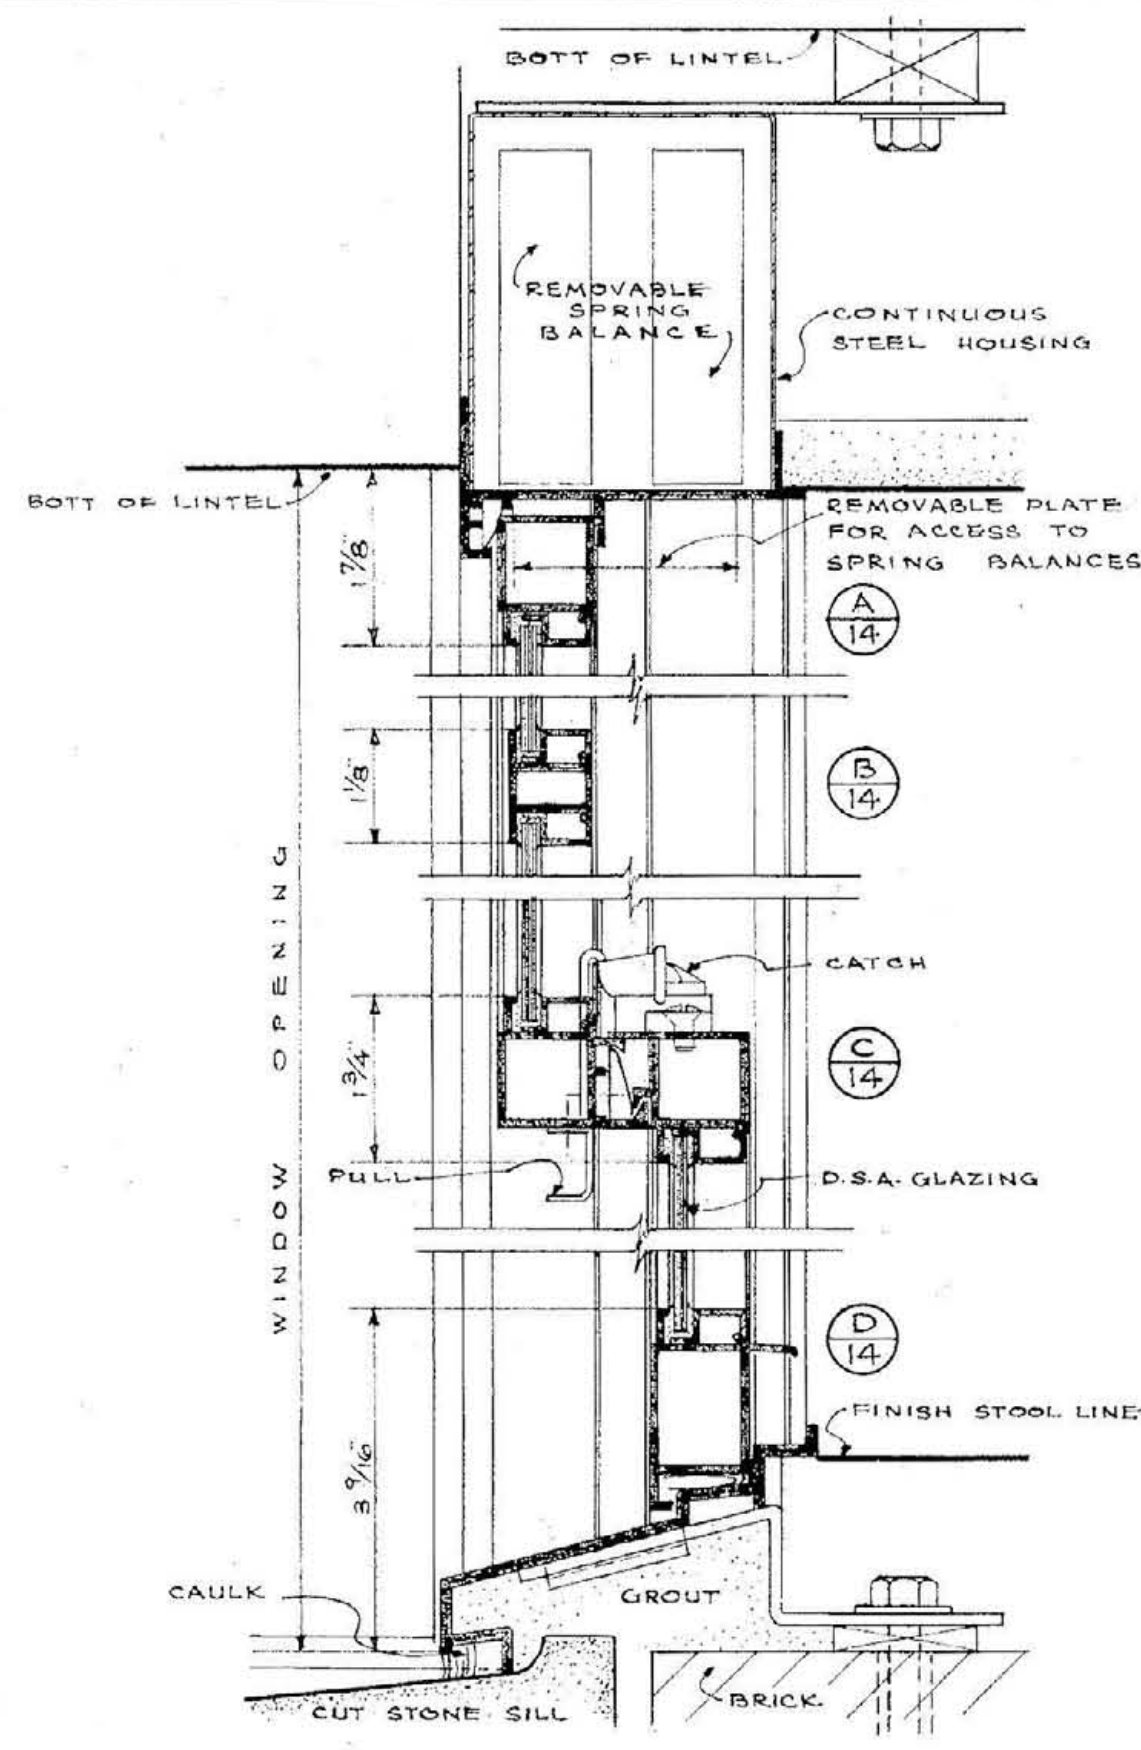 BOTT OF LINTEL
REMOVABLE
SPRING
BALANCE
CONTINUOUS
STEEL HOUSING
BOTT OF LINTEL
REMOVABLE PLATE
FOR ACCESS TO
SPRING BALANCES
1 7/8"
A
14
1 1/8"
B
14
WINDOW OPENING
CATCH
1 3/4"
C
14
PULL
D.S.A. GLAZING
D
14
FINISH STOOL LINE
3 9/16"
CAULK
GROUT
BRICK
CUT STONE SILL